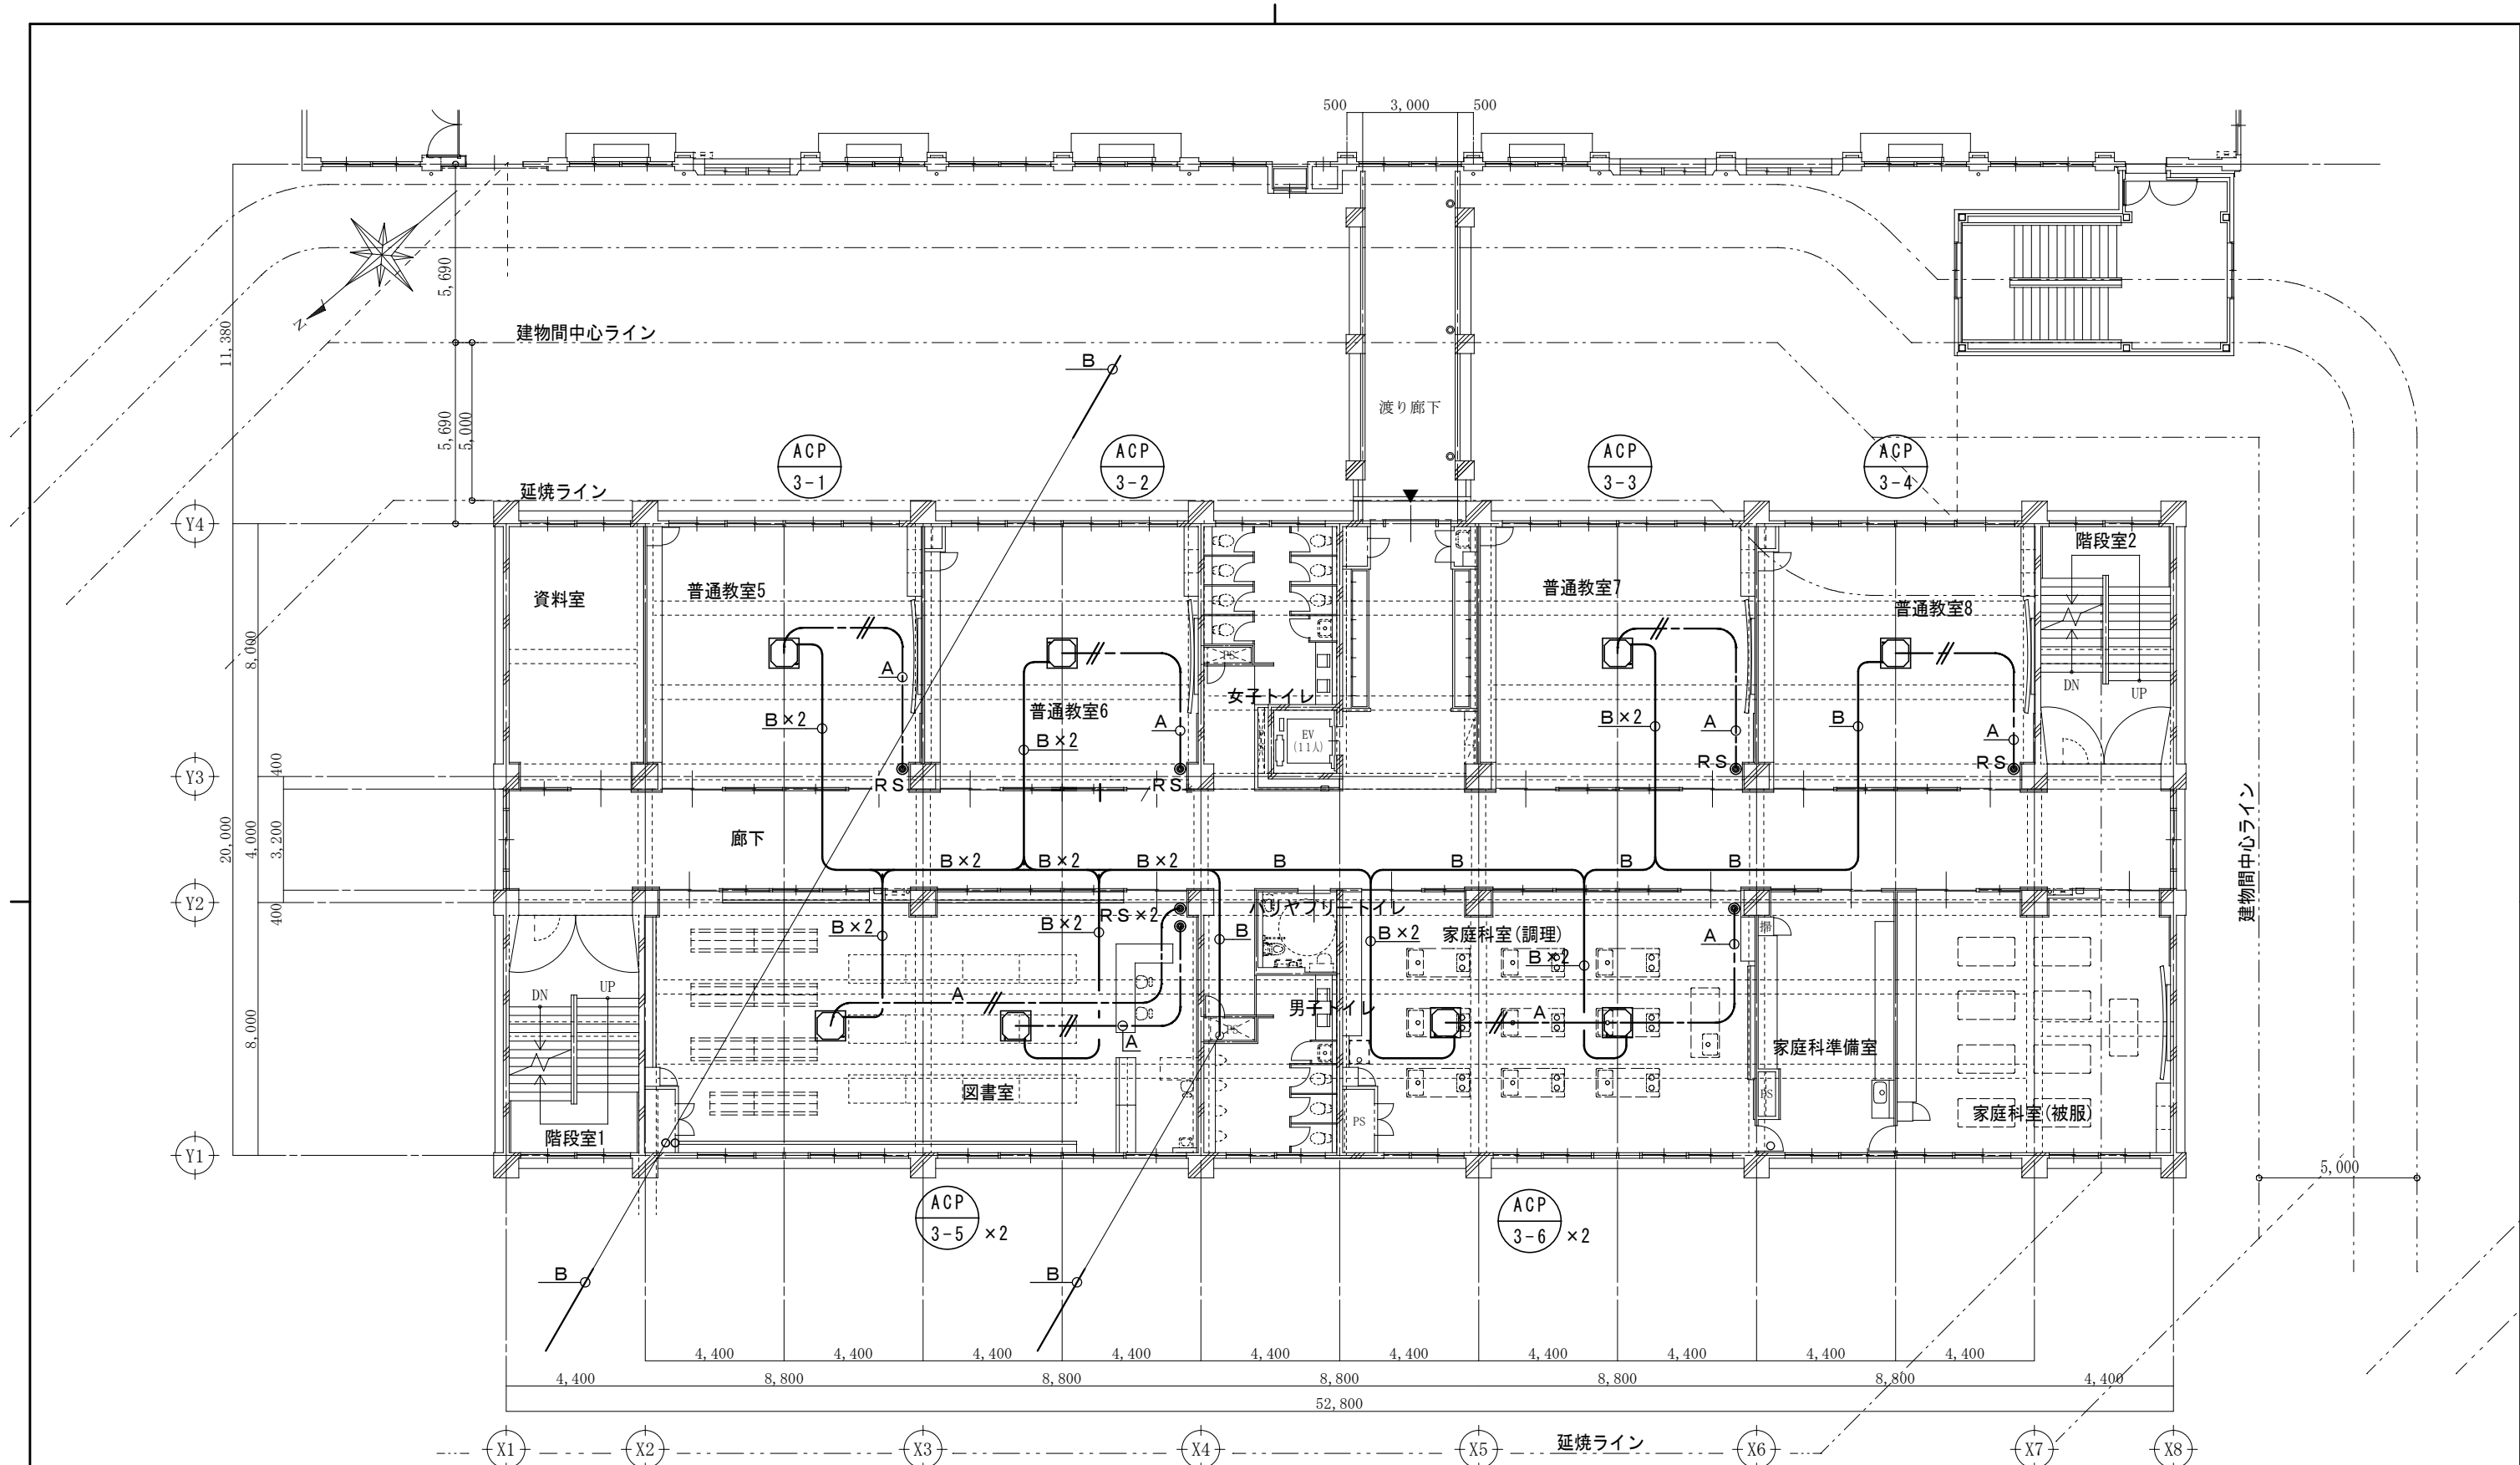 500 3,000 500
5,690
11,380
N
建物間中心ライン
B
5,690
5,000
渡り廊下
ACP
3-1
ACP
3-2
ACP
3-3
ACP
3-4
延焼ライン
Y4
階段室2
資料室
普通教室5
普通教室7
普通教室8
8,000
PS
A
女子トイレ
DN
UP
普通教室6
B×2
B×2
A
EV
(11人)
B×2
A
B
A
RS
RS
RS
RS
Y3
400
建物間中心ライン
20,000
4,000
3,200
廊下
B×2
B×2
B×2
B
B
B
B
Y2
400
RS×2
バリヤフリートイレ
B×2
B×2
B
B×2
家庭科室(調理)
B×2
A
掃
DN
UP
A
男子トイレ
A
PS
8,000
A
家庭科準備室
図書室
PS
PS
家庭科室(被服)
階段室1
Y1
5,000
ACP
3-5
×2
ACP
3-6
×2
B
B
4,400 4,400 4,400 4,400 4,400 4,400 4,400 4,400 4,400 4,400
4,400 8,800 8,800 8,800 8,800 8,800 4,400
52,800
X1 X2 X3 X4 X5 延焼ライン X6 X7 X8